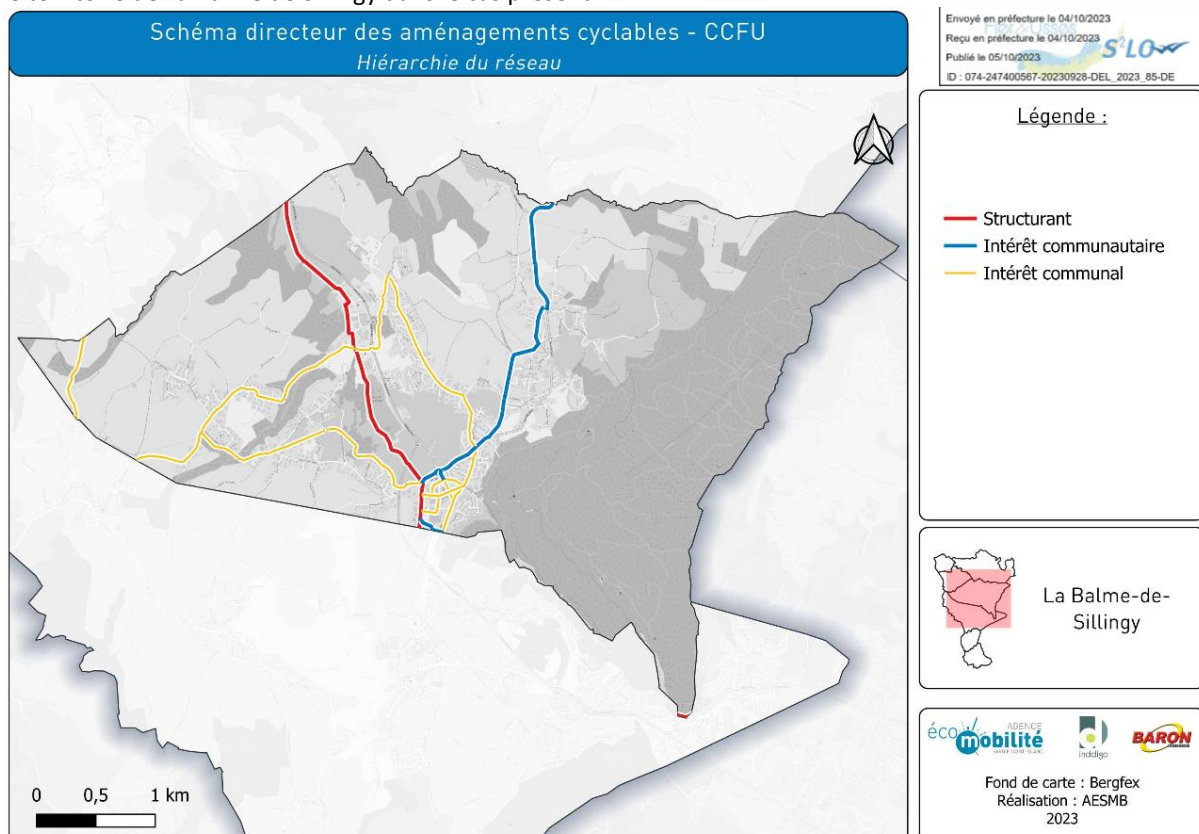 Schéma directeur des aménagements cyclables - CCFU
Hiérarchie du réseau
Envoyé en préfecture le 04/10/2023
Reçu en préfecture le 04/10/2023
Publié le 05/10/2023
S²LO
ID : 074-247400567-20230928-DEL_2023_85-DE
Légende :
Structurant
Intérêt communautaire
Intérêt communal
La Balme-de-
Sillingy
éco
mobilité
AGENCE
inddigo
BARON
Fond de carte : Bergfex
Réalisation : AESMB
2023
0 0,5 1 km